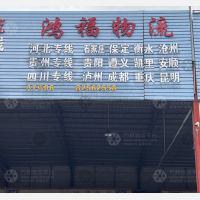 鸿福物流
河北专线 石家庄 保定 衡水 沧州
贵州专线 贵阳 遵义 凯里 安顺
四川专线 泸州 成都 重庆 昆明